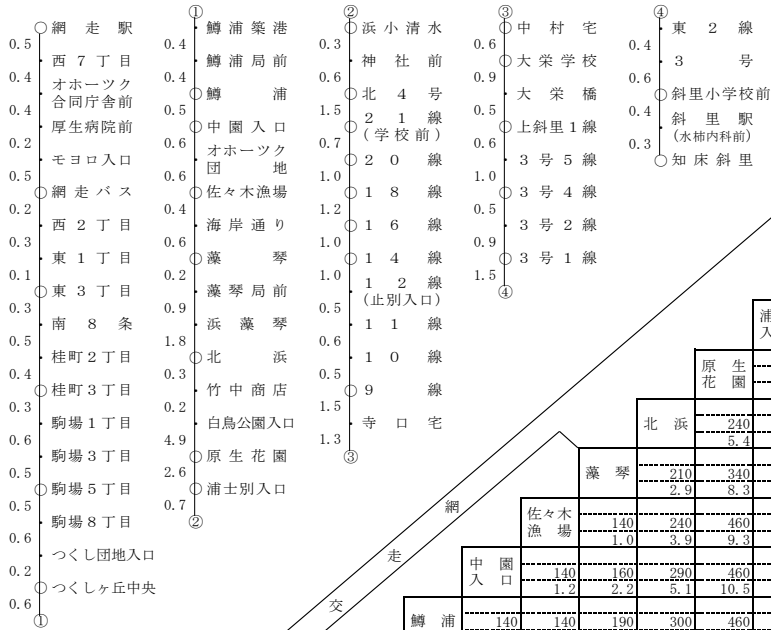 網走駅
0.5
西７丁目
0.4
オホーツク
合同庁舎前
0.4
厚生病院前
0.2
モヨロ入口
0.5
網走バス
0.2
西２丁目
0.3
東１丁目
0.1
東３丁目
0.3
南８条
0.5
桂町２丁目
0.4
桂町３丁目
0.3
駒場１丁目
0.6
駒場３丁目
0.5
駒場５丁目
0.5
駒場８丁目
0.6
つくし団地入口
0.2
つくしヶ丘中央
0.6
①
①
0.4
鱒浦築港
0.4
鱒浦局前
0.5
鱒浦
0.5
中園入口
0.6
オホーツク
団地
0.6
佐々木漁場
0.4
海岸通り
0.6
藻琴
0.2
藻琴局前
0.9
浜藻琴
1.8
北浜
0.3
竹中商店
0.2
白鳥公園入口
4.9
原生花園
2.6
浦士別入口
0.7
②
②
浜小清水
0.3
神社前
0.6
北４号
1.5
２１線
(学校前)
0.7
２０線
1.0
１８線
1.2
１６線
1.0
１４線
1.0
１２線
(止別入口)
0.5
１１線
0.6
１０線
0.5
９線
1.5
寺口宅
1.3
③
③
中村宅
0.6
大栄学校
0.9
大栄橋
0.5
上斜里１線
0.6
３号５線
1.0
３号４線
0.5
３号２線
0.9
３号１線
1.5
④
④
東２線
0.4
３号
0.6
斜里小学校前
0.4
斜里駅
(水柿内科前)
0.3
知床斜里
浦
入
原生
花園
北浜 240
5.4
藻琴 210 340
2.9 8.3
佐々木
漁場 140 240 460
1.0 3.9 9.3
中園
入口 140 160 290 460
1.2 2.2 5.1 10.5
鱒浦 140 140 190 300 460
網
走
交